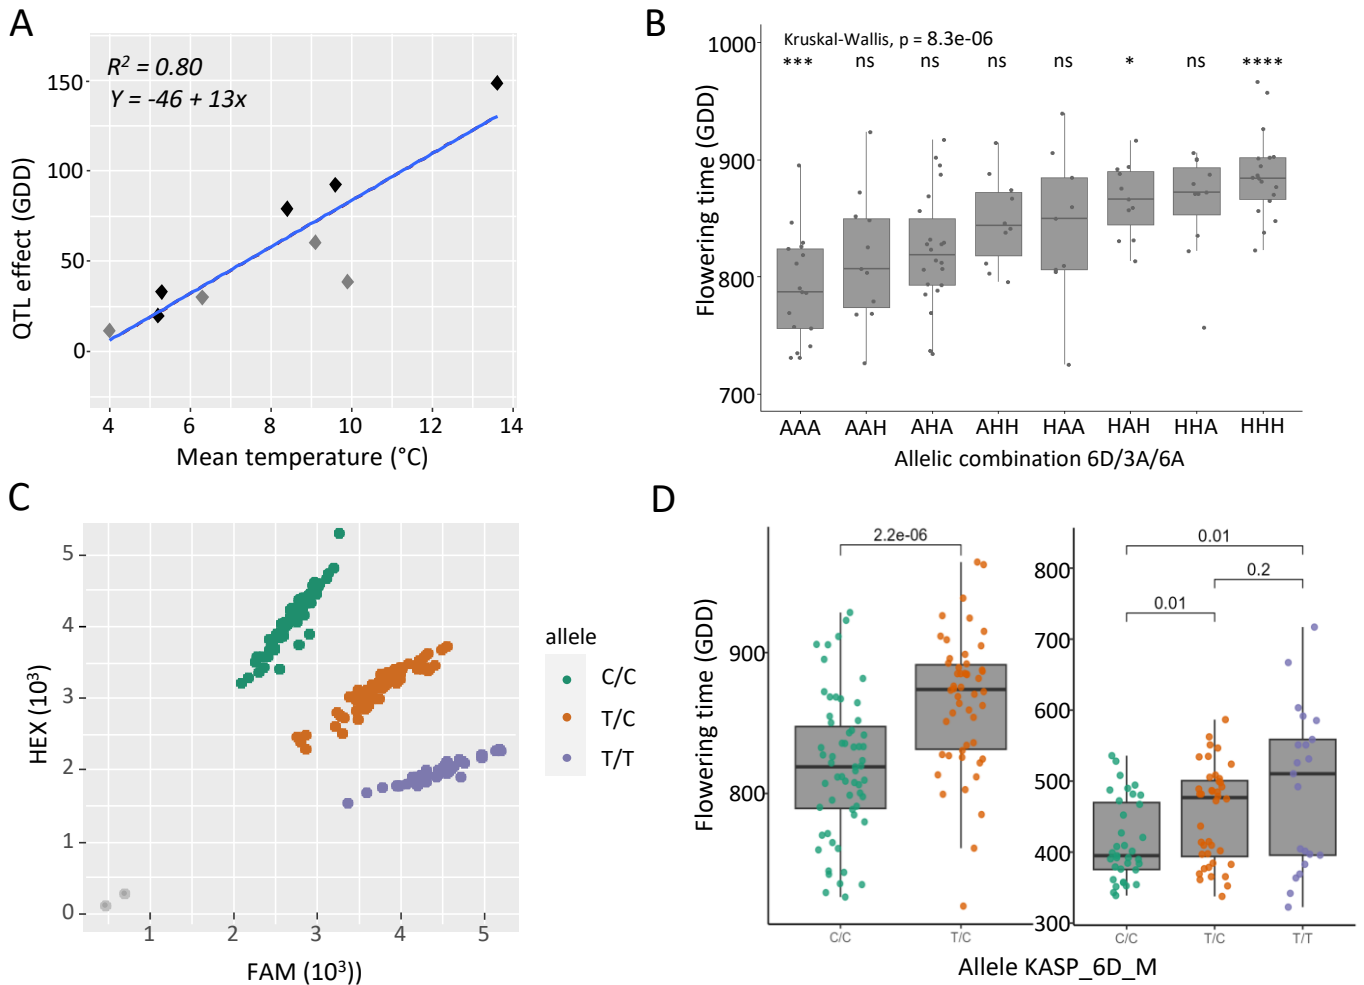 A
R² = 0.80
Y = -46 + 13x
QTL effect (GDD)
150
100
50
0
4 6 8 10 12 14
Mean temperature (°C)
B
Kruskal-Wallis, p = 8.3e-06
*** ns ns ns ns * ns ****
Flowering time (GDD)
1000
900
800
700
AAA AAH AHA AHH HAA HAH HHA HHH
Allelic combination 6D/3A/6A
C
HEX (10³)
5
4
3
2
1
0
1 2 3 4 5
FAM (10³))
allele
C/C
T/C
T/T
D
Flowering time (GDD)
900
800
2.2e-06
C/C T/C
800
700
600
500
400
300
0.01
0.2
0.01
C/C T/C T/T
Allele KASP_6D_M